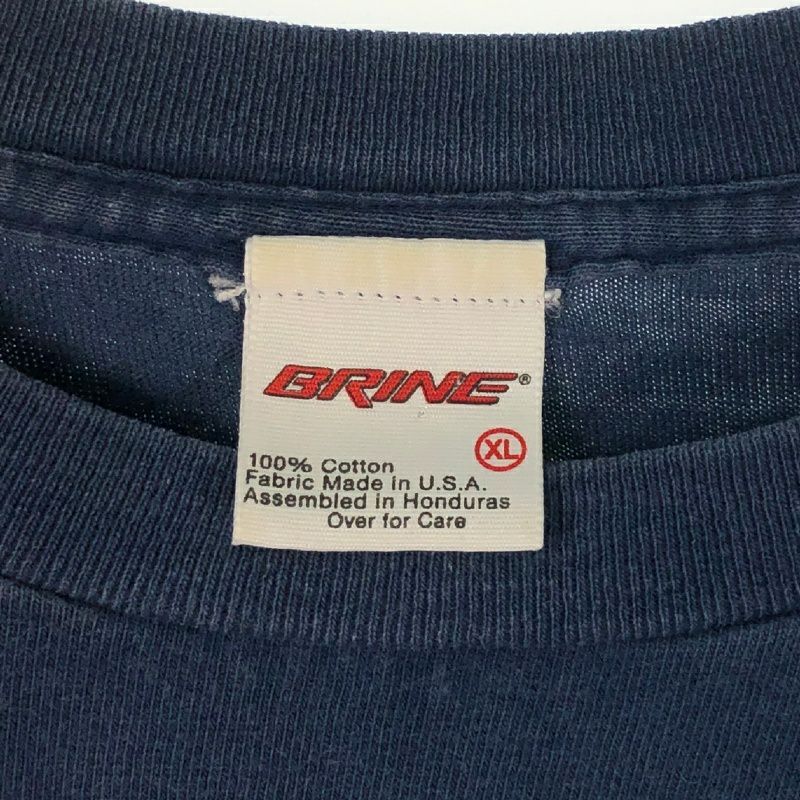 BRINE®
XL
100% Cotton
Fabric Made in U.S.A.
Assembled in Honduras
Over for Care